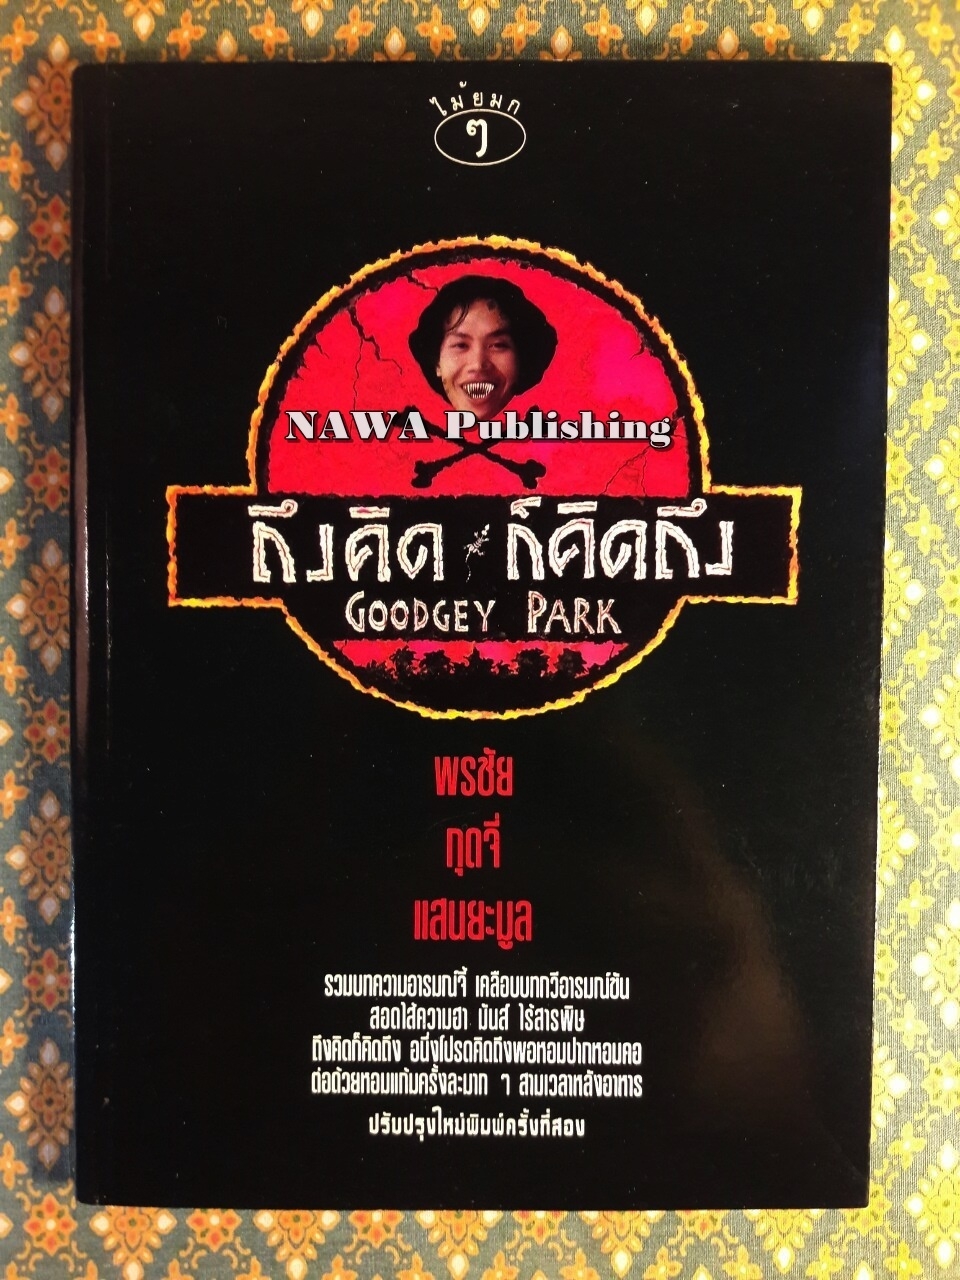 ไม้ยมก
ๆ
NAWA Publishing
ถึงคิด ก็คิดถึง
GOODGEY PARK
พรชัย
กุดจี่
แสนยะมูล
รวมบทความอารมณ์จี้ เคลือบบทกวีอารมณ์ขัน
สอดไส้ความฮา มันส์ ไร้สารพิษ
ถึงคิดก็คิดถึง อนึ่งโปรดคิดถึงพอหอมปากหอมคอ
ต่อด้วยหอมแก้มครั้งละมาก ๆ สามเวลาหลังอาหาร
ปรับปรุงใหม่พิมพ์ครั้งที่สอง